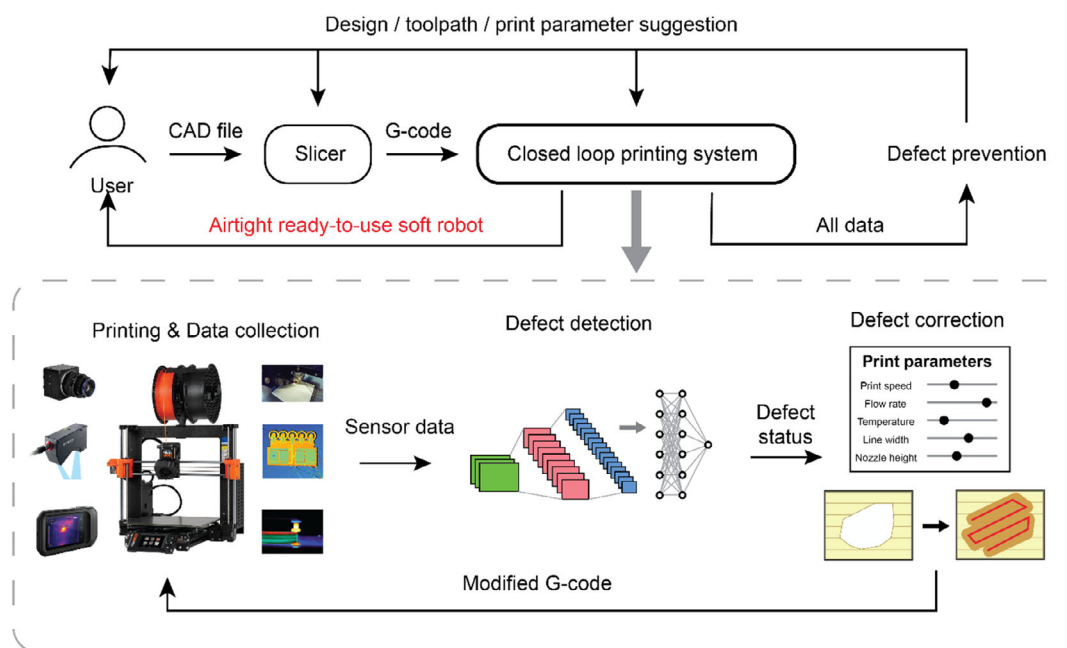 Design / toolpath / print parameter suggestion
CAD file
G-code
User
Slicer
Closed loop printing system
Defect prevention
Airtight ready-to-use soft robot
All data
Printing & Data collection
Defect detection
Defect correction
Sensor data
Defect
status
Print parameters
Print speed
Flow rate
Temperature
Line width
Nozzle height
Modified G-code